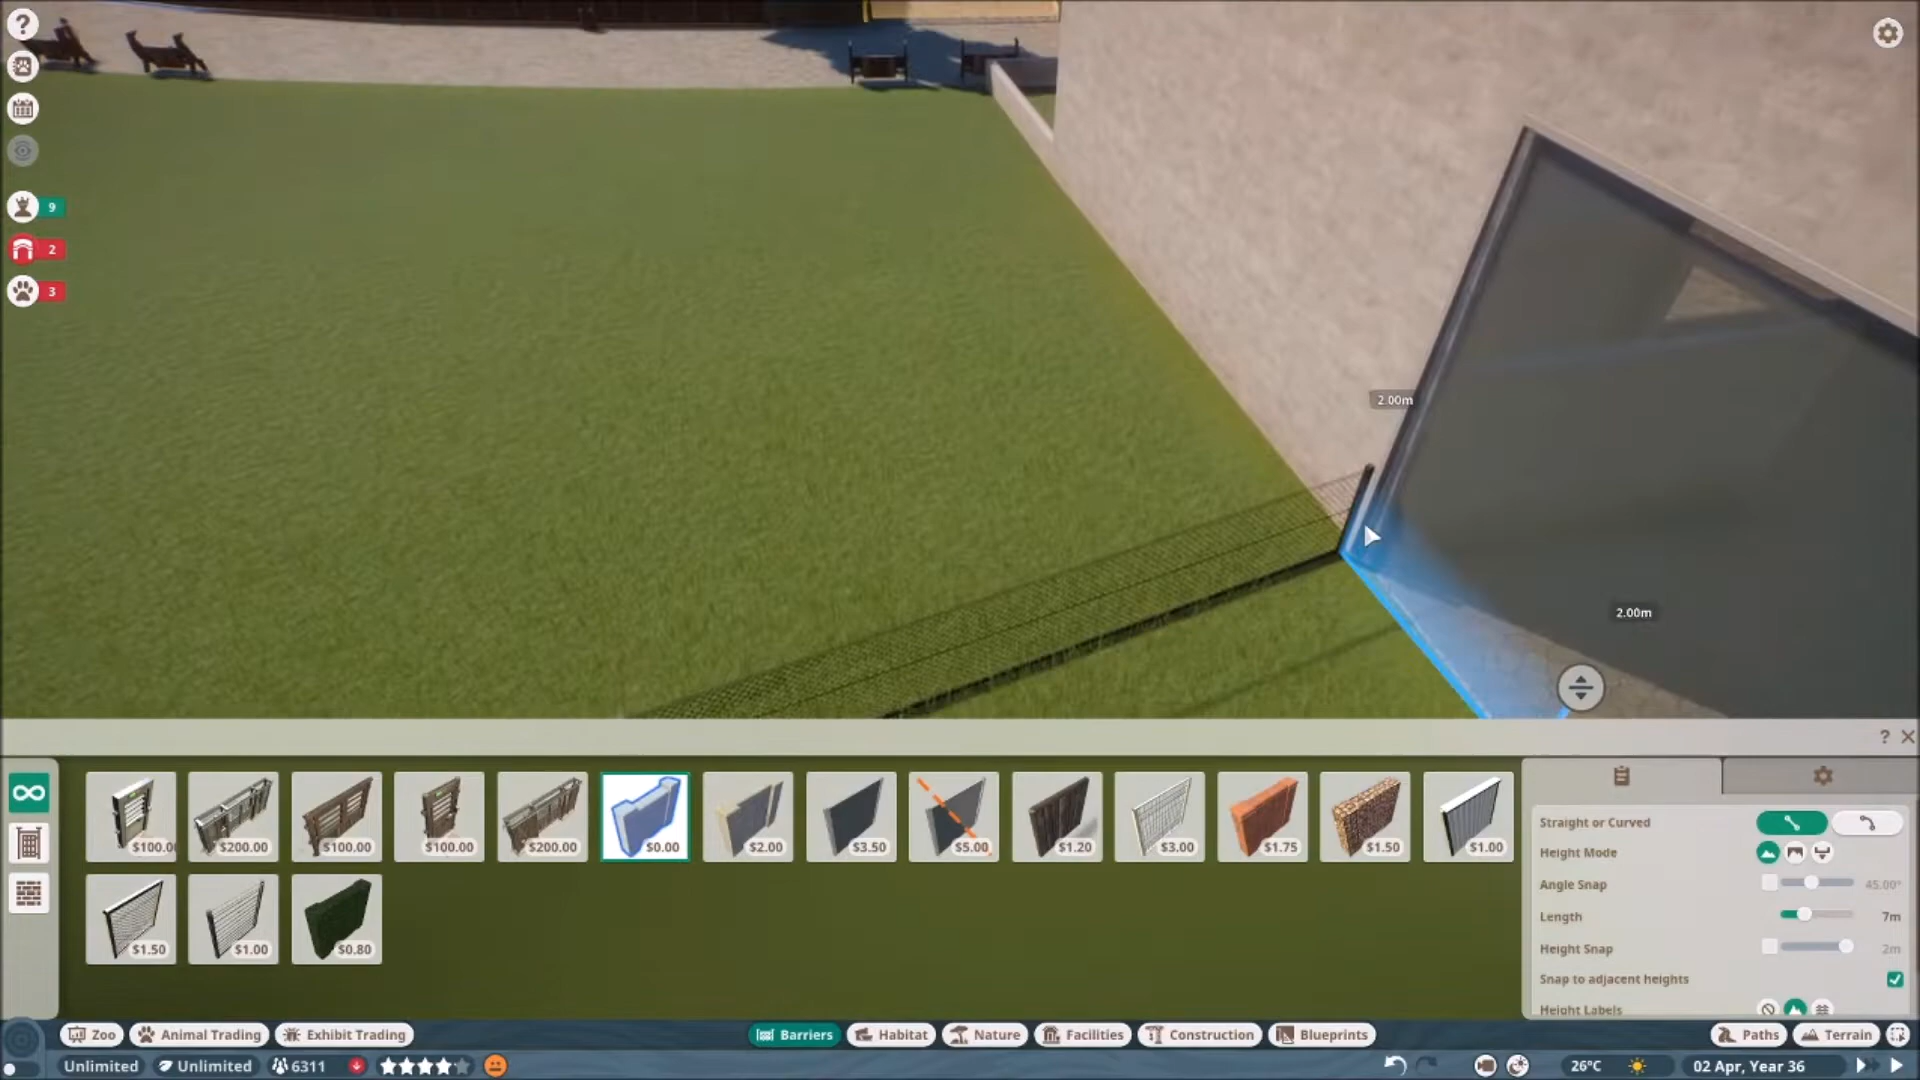 ?
9
2
3
2.00m
2.00m
?
$100.00
$200.00
$100.00
$100.00
$200.00
$0.00
$2.00
$3.50
$5.00
$1.20
$3.00
$1.75
$1.50
$1.00
$1.50
$1.00
$0.80
Straight or Curved
Height Mode
Angle Snap 45.00°
Length 7m
Height Snap 2m
Snap to adjacent heights
Height Labels
Zoo Animal Trading Exhibit Trading Barriers Habitat Nature Facilities Construction Blueprints Paths Terrain
Unlimited Unlimited 6311 26°C 02 Apr, Year 36